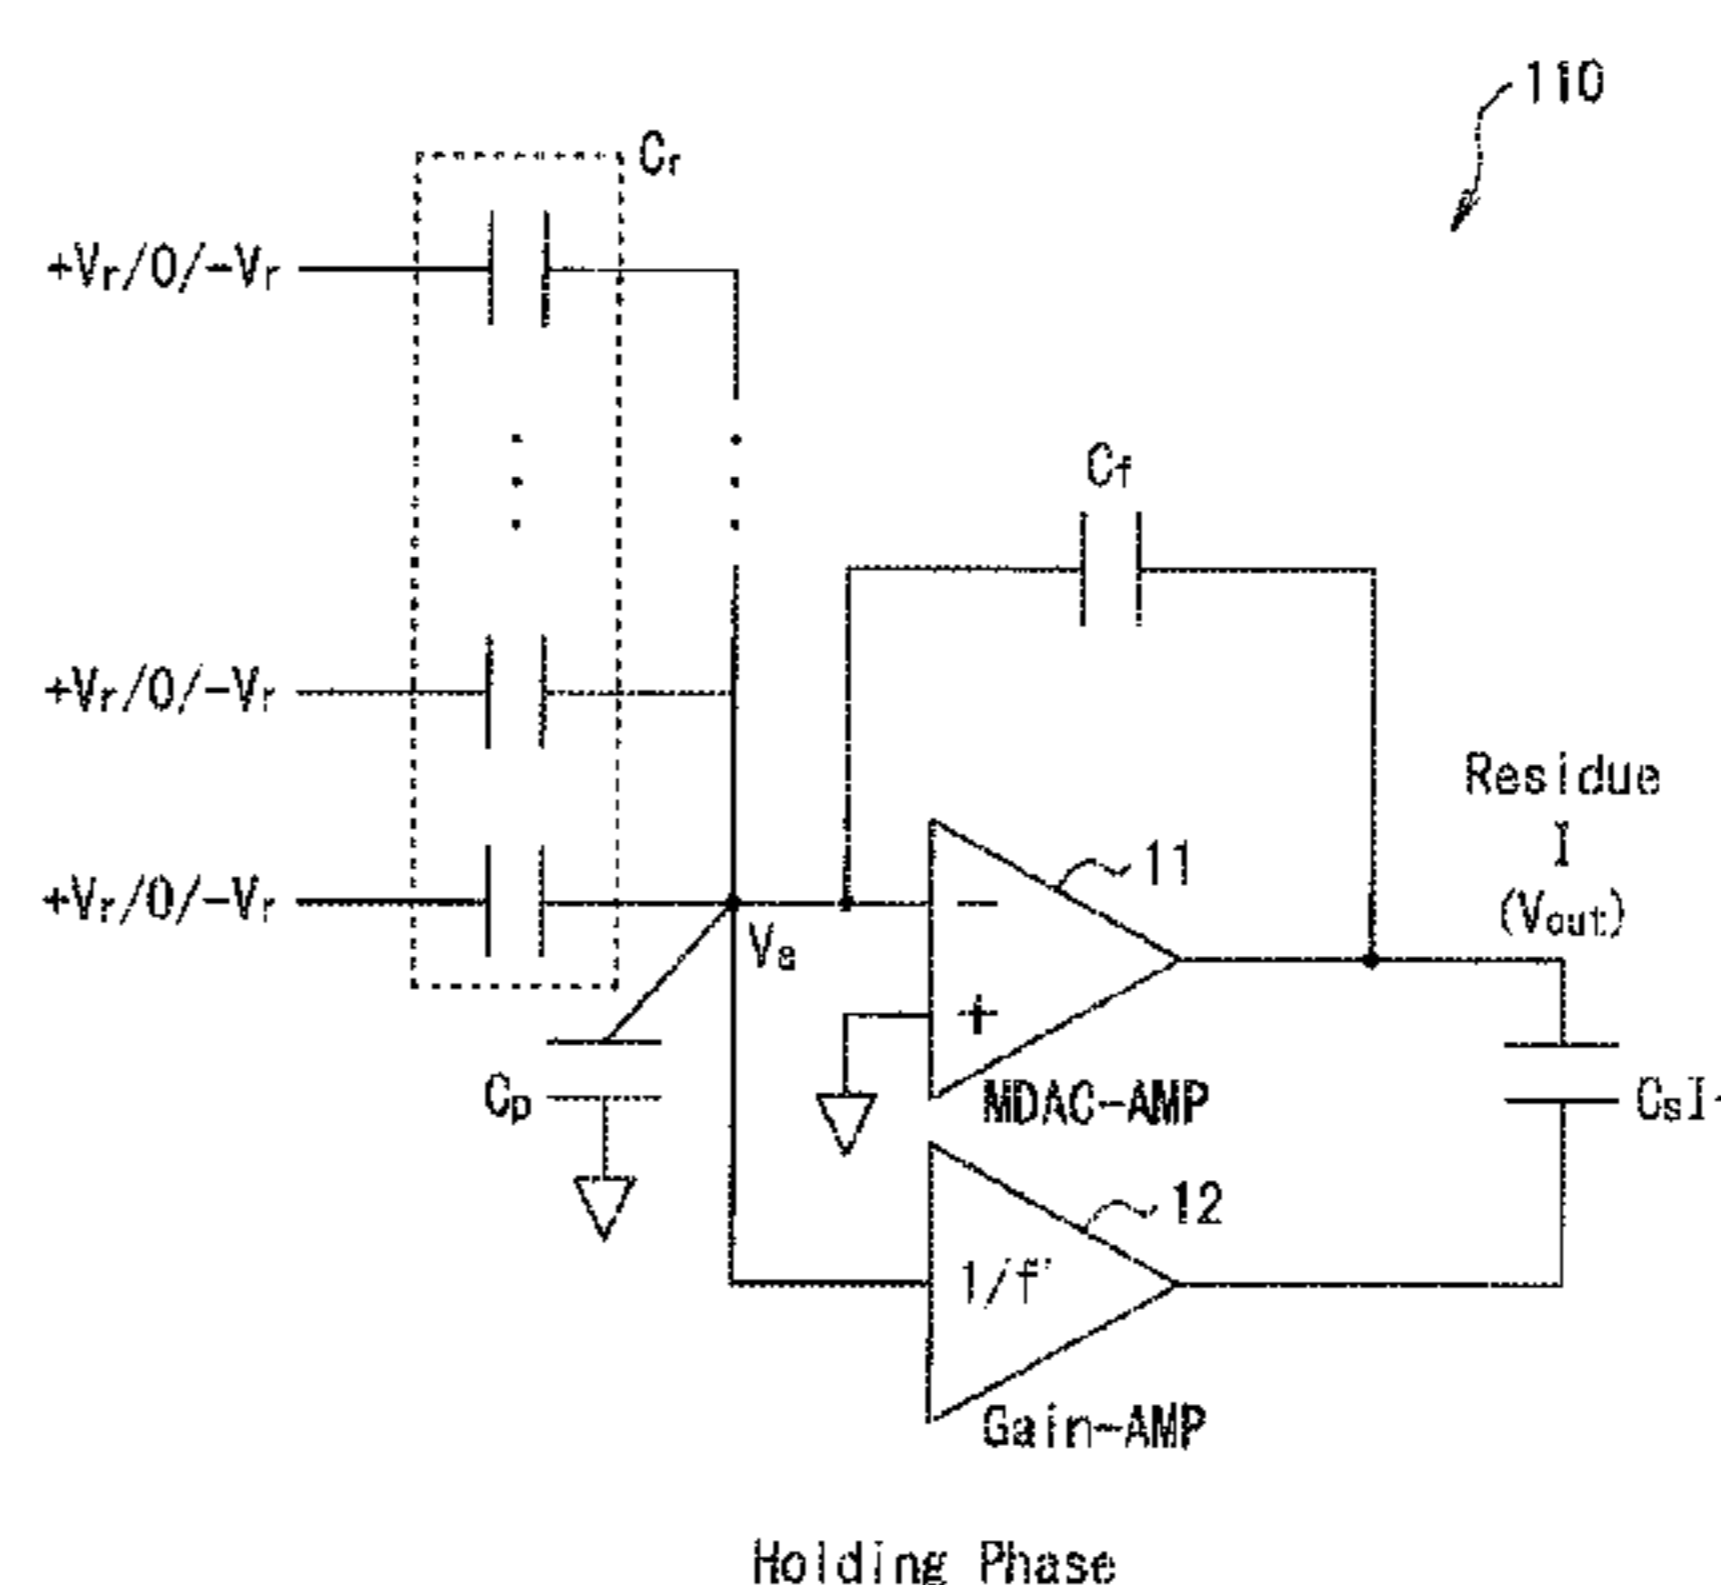 110
Cr
+Vr/0/-Vr
Cf
+Vr/0/-Vr
Residue
I
(Vout)
+Vr/0/-Vr
11
-
Ve
+
Cp
MDAC-AMP
CsI
12
1/f'
Gain-AMP
Holding Phase